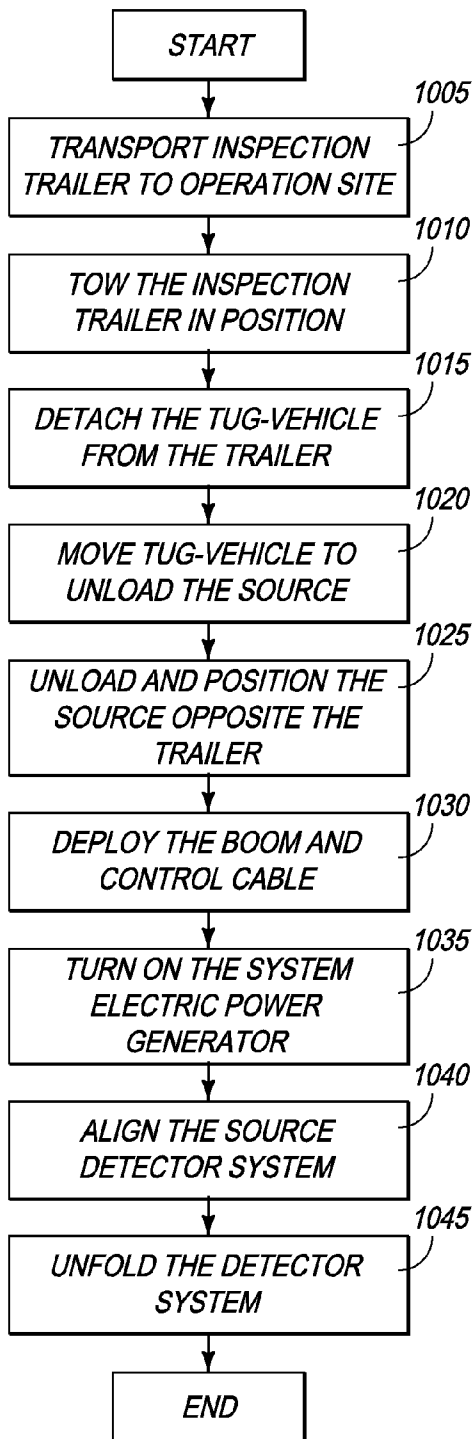 START
1005
TRANSPORT INSPECTION
TRAILER TO OPERATION SITE
1010
TOW THE INSPECTION
TRAILER IN POSITION
1015
DETACH THE TUG-VEHICLE
FROM THE TRAILER
1020
MOVE TUG-VEHICLE TO
UNLOAD THE SOURCE
1025
UNLOAD AND POSITION THE
SOURCE OPPOSITE THE
TRAILER
1030
DEPLOY THE BOOM AND
CONTROL CABLE
1035
TURN ON THE SYSTEM
ELECTRIC POWER
GENERATOR
1040
ALIGN THE SOURCE
DETECTOR SYSTEM
1045
UNFOLD THE DETECTOR
SYSTEM
END